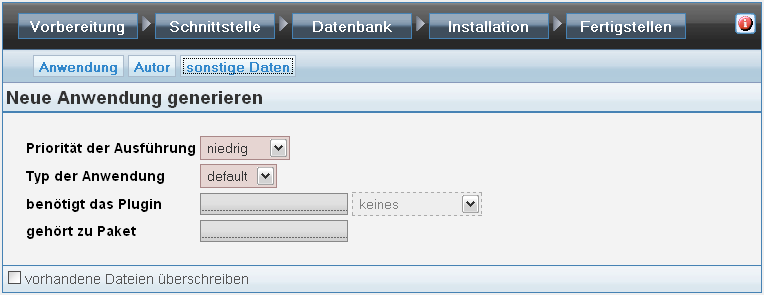 Vorbereitung Schnittstelle Datenbank Installation Fertigstellen
Anwendung Autor sonstige Daten
Neue Anwendung generieren
Priorität der Ausführung niedrig
Typ der Anwendung default
benötigt das Plugin keines
gehört zu Paket
vorhandene Dateien überschreiben